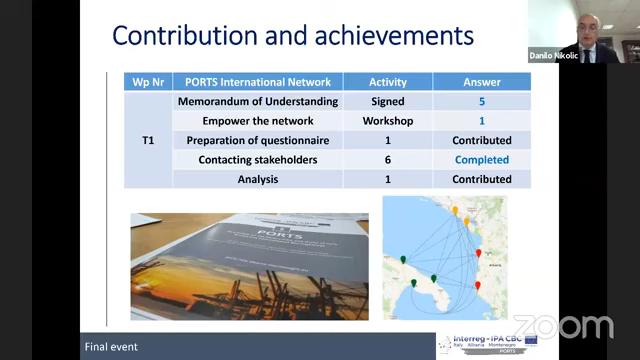 Contribution and achievements
Danilo Nikolic
Wp Nr PORTS International Network Activity Answer
T1
Memorandum of Understanding Signed 5
Empower the network Workshop 1
Preparation of questionnaire 1 Contributed
Contacting stakeholders 6 Completed
Analysis 1 Contributed
PORTS
Final event
Interreg - IPA CBC
Italy Albania Montenegro
PORTS
zoom